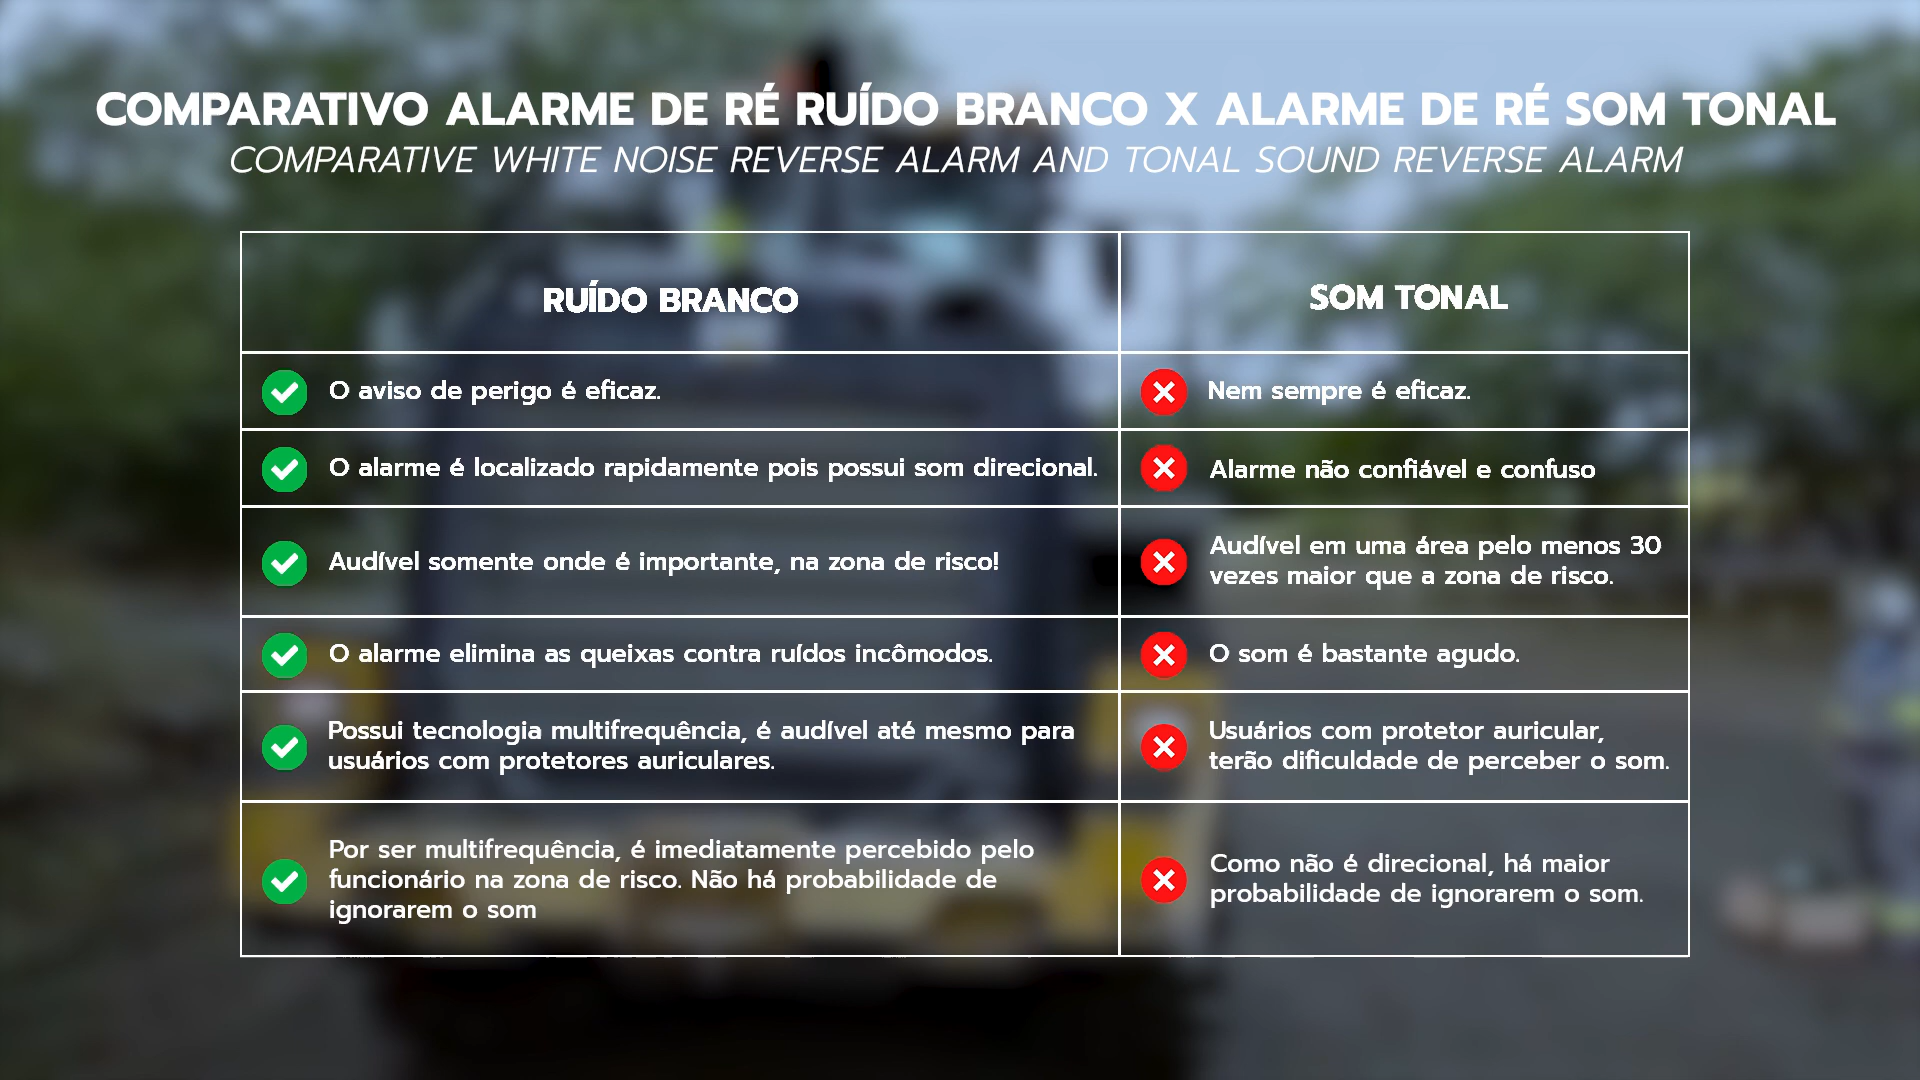 COMPARATIVO ALARME DE RÉ RUÍDO BRANCO X ALARME DE RÉ SOM TONAL
COMPARATIVE WHITE NOISE REVERSE ALARM AND TONAL SOUND REVERSE ALARM
RUÍDO BRANCO
SOM TONAL
O aviso de perigo é eficaz.
Nem sempre é eficaz.
O alarme é localizado rapidamente pois possui som direcional.
Alarme não confiável e confuso
Audível somente onde é importante, na zona de risco!
Audível em uma área pelo menos 30
vezes maior que a zona de risco.
O alarme elimina as queixas contra ruídos incômodos.
O som é bastante agudo.
Possui tecnologia multifrequência, é audível até mesmo para
usuários com protetores auriculares.
Usuários com protetor auricular,
terão dificuldade de perceber o som.
Por ser multifrequência, é imediatamente percebido pelo
funcionário na zona de risco. Não há probabilidade de
ignorarem o som
Como não é direcional, há maior
probabilidade de ignorarem o som.